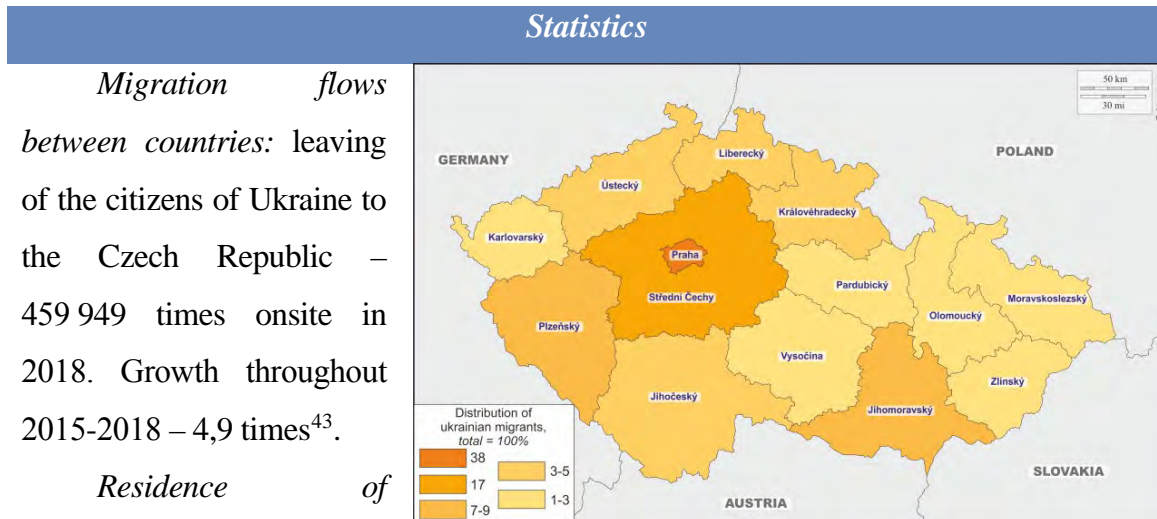 Statistics
Migration flows
between countries: leaving
of the citizens of Ukraine to
the Czech Republic –
459 949 times onsite in
2018. Growth throughout
2015-2018 – 4,9 times43.
Residence of
50 km
30 mi
GERMANY
POLAND
Liberecký
Ústecký
Královéhradecký
Karlovarský
Praha
Střední Čechy
Pardubický
Moravskoslezský
Olomoucký
Plzeňský
Vysočina
Zlínský
Jihočeský
Jihomoravský
SLOVAKIA
AUSTRIA
Distribution of
ukrainian migrants,
total = 100%
38
17
7-9
3-5
1-3